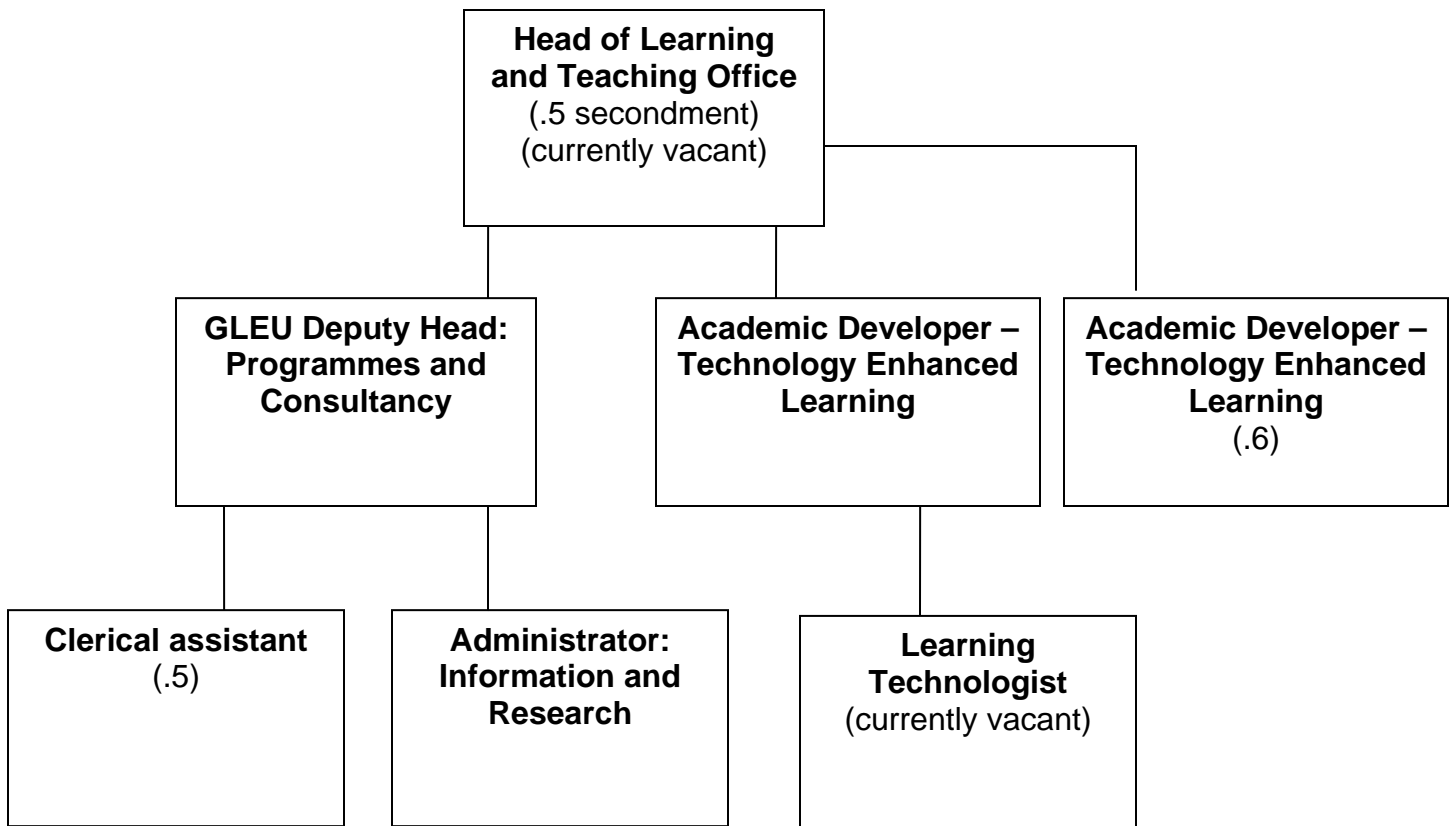 Head of Learning
and Teaching Office
(.5 secondment)
(currently vacant)
GLEU Deputy Head:
Programmes and
Consultancy
Academic Developer –
Technology Enhanced
Learning
Academic Developer –
Technology Enhanced
Learning
(.6)
Clerical assistant
(.5)
Administrator:
Information and
Research
Learning
Technologist
(currently vacant)